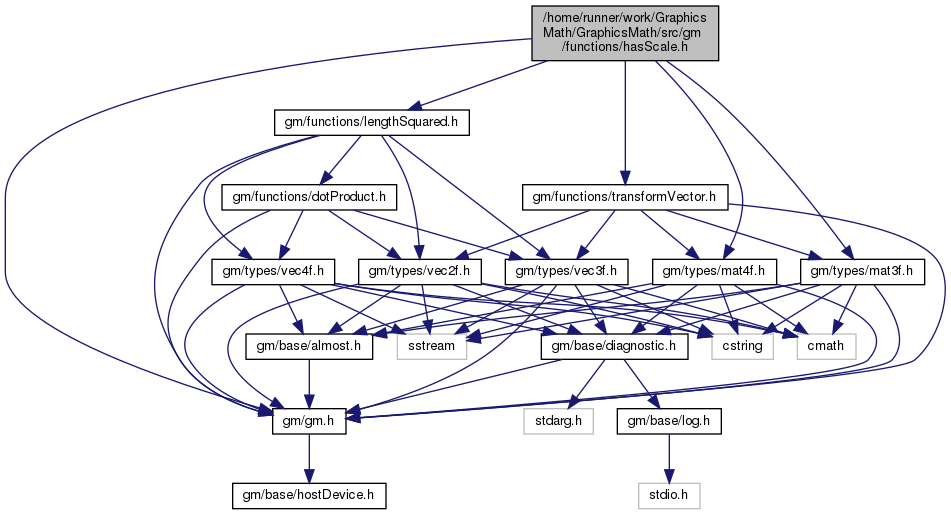 /home/runner/work/Graphics
Math/GraphicsMath/src/gm
/functions/hasScale.h
gm/functions/lengthSquared.h
gm/functions/dotProduct.h
gm/functions/transformVector.h
gm/types/vec4f.h
gm/types/vec2f.h
gm/types/vec3f.h
gm/types/mat4f.h
gm/types/mat3f.h
gm/base/almost.h
sstream
gm/base/diagnostic.h
cstring
cmath
gm/gm.h
stdarg.h
gm/base/log.h
gm/base/hostDevice.h
stdio.h